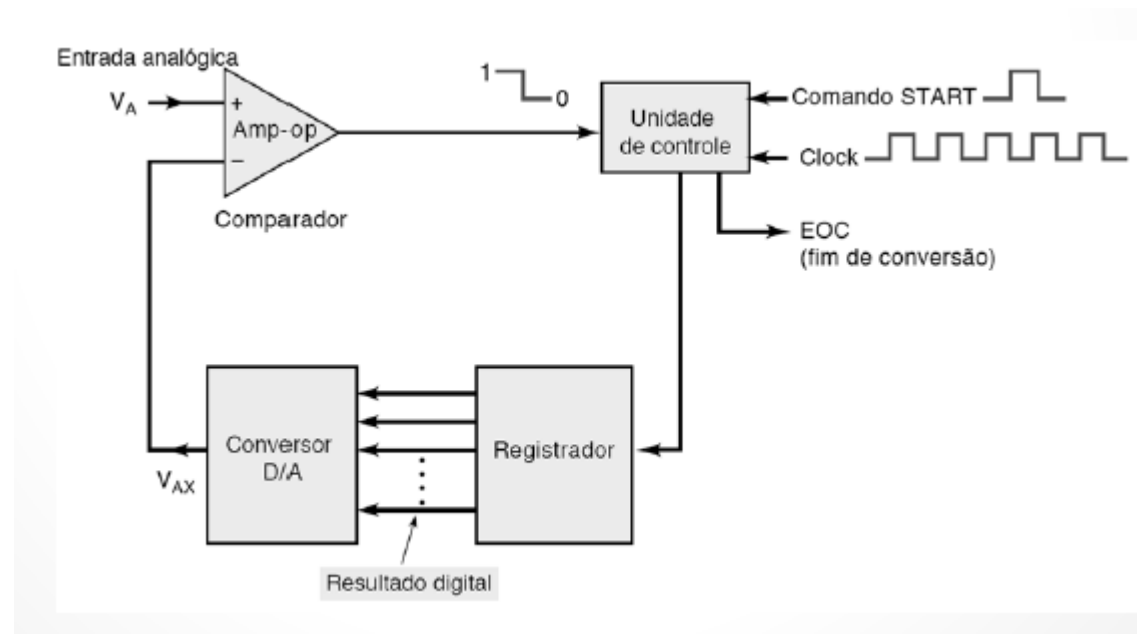 Entrada analógica
V_A
+
Amp-op
−
Comparador
1
0
Unidade
de controle
Comando START
Clock
EOC
(fim de conversão)
Conversor
D/A
Registrador
V_AX
Resultado digital